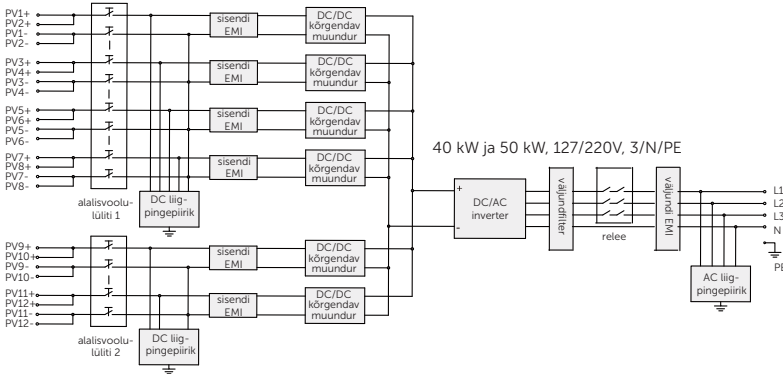 PV1+
PV2+
PV1-
PV2-
PV3+
PV4+
PV3-
PV4-
PV5+
PV6+
PV5-
PV6-
PV7+
PV8+
PV7-
PV8-
alalisvoolu-
lüliti 1
DC liig-
pingepiirik
sisendi
EMI
DC/DC
kõrgendav
muundur
sisendi
EMI
DC/DC
kõrgendav
muundur
sisendi
EMI
DC/DC
kõrgendav
muundur
sisendi
EMI
DC/DC
kõrgendav
muundur
PV9+
PV10+
PV9-
PV10-
PV11+
PV12+
PV11-
PV12-
alalisvoolu-
lüliti 2
DC liig-
pingepiirik
sisendi
EMI
DC/DC
kõrgendav
muundur
sisendi
EMI
DC/DC
kõrgendav
muundur
40 kW ja 50 kW, 127/220V, 3/N/PE
+
-
DC/AC
inverter
väljundfilter
relee
väljundi EMI
AC liig-
pingepiirik
L1
L2
L3
N
PE